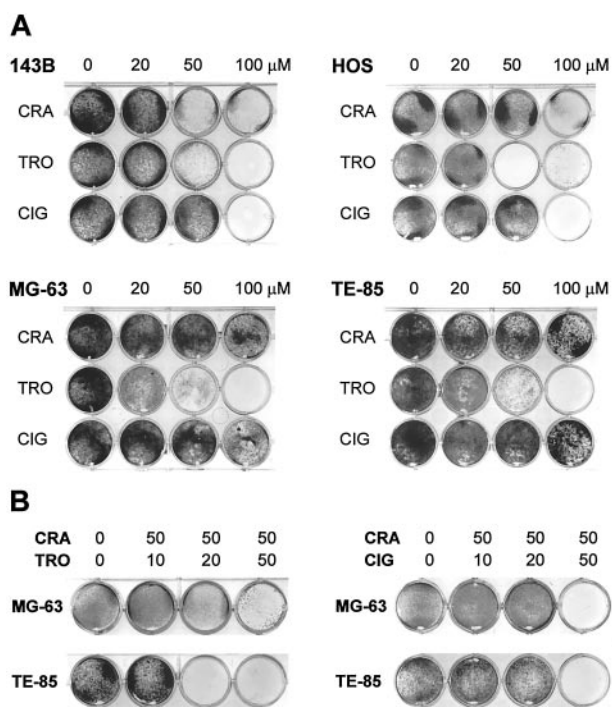 A
143B 0 20 50 100 μM
CRA
TRO
CIG
HOS 0 20 50 100 μM
CRA
TRO
CIG
MG-63 0 20 50 100 μM
CRA
TRO
CIG
TE-85 0 20 50 100 μM
CRA
TRO
CIG
B
CRA 0 50 50 50
TRO 0 10 20 50
MG-63
TE-85
CRA 0 50 50 50
CIG 0 10 20 50
MG-63
TE-85